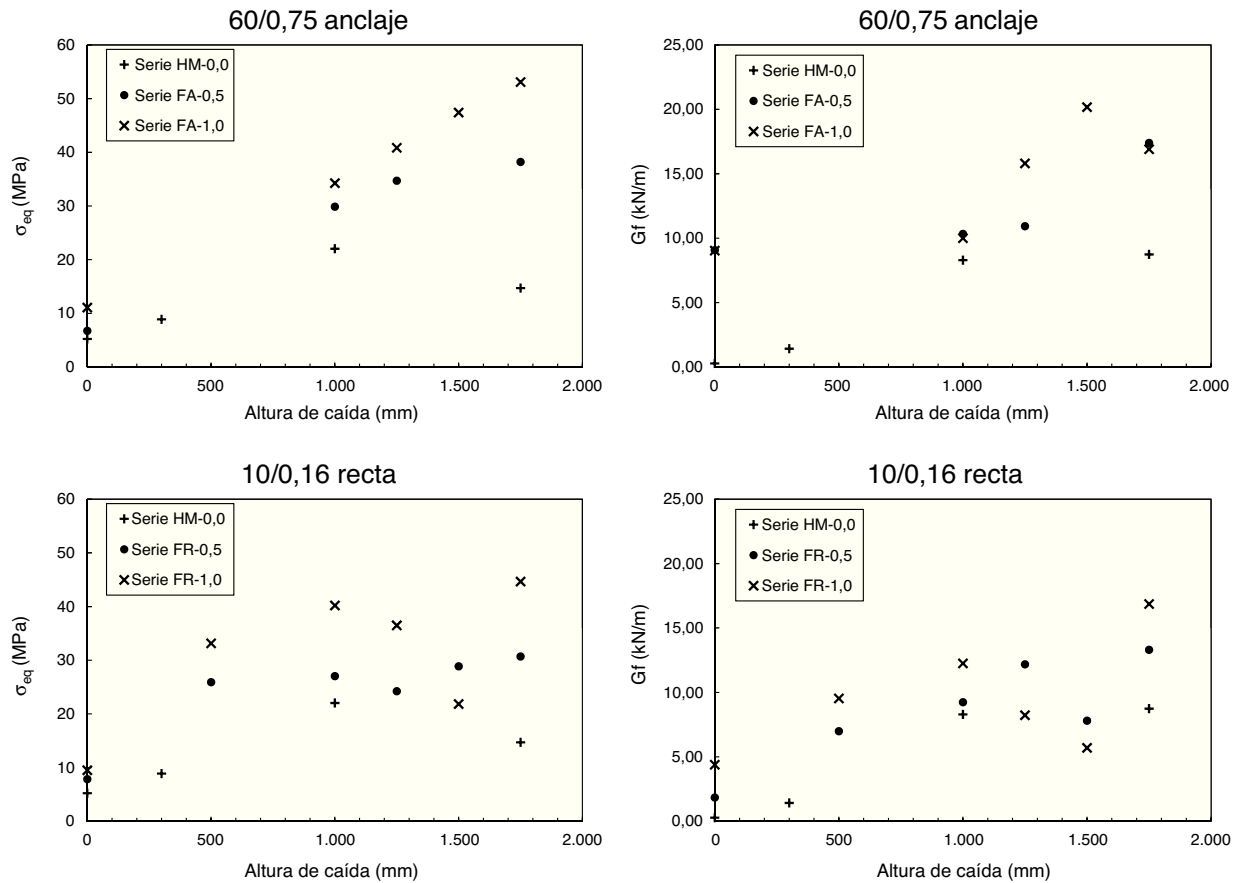 60/0,75 anclaje
60
50
40
30
20
10
0
σeq (MPa)
+ Serie HM-0,0
● Serie FA-0,5
× Serie FA-1,0
0 500 1.000 1.500 2.000
Altura de caída (mm)
60/0,75 anclaje
25,00
20,00
15,00
10,00
5,00
0,00
Gf (kN/m)
+ Serie HM-0,0
● Serie FA-0,5
× Serie FA-1,0
0 500 1.000 1.500 2.000
Altura de caída (mm)
10/0,16 recta
60
50
40
30
20
10
0
σeq (MPa)
+ Serie HM-0,0
● Serie FR-0,5
× Serie FR-1,0
0 500 1.000 1.500 2.000
Altura de caída (mm)
10/0,16 recta
25,00
20,00
15,00
10,00
5,00
0,00
Gf (kN/m)
+ Serie HM-0,0
● Serie FR-0,5
× Serie FR-1,0
0 500 1.000 1.500 2.000
Altura de caída (mm)